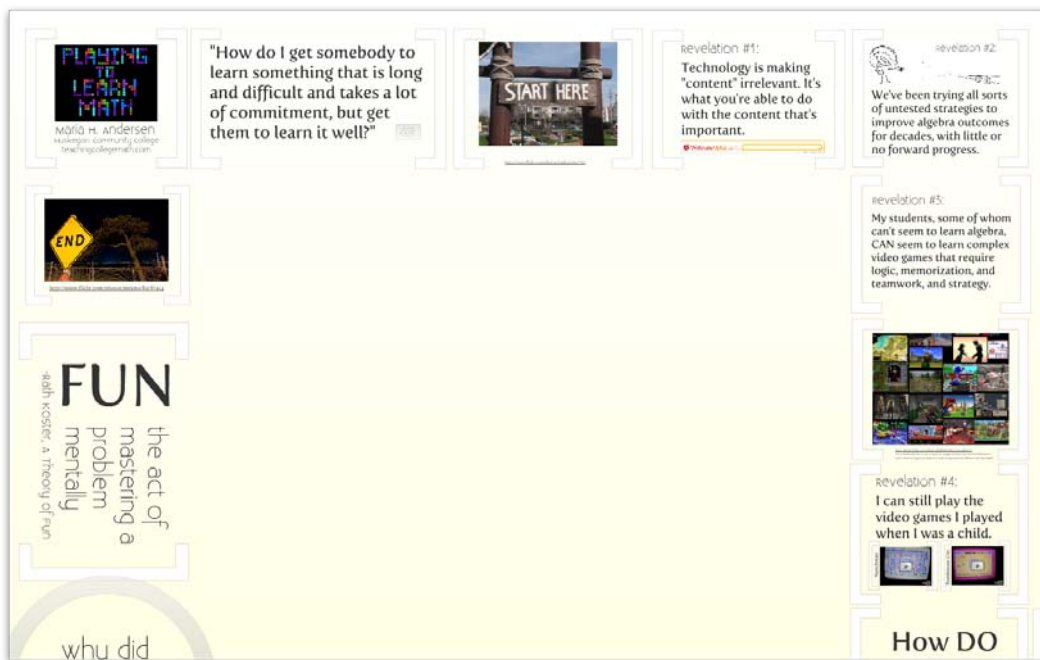 PLAYING
TO
LEARN
MATH
Maria H. Andersen
Muskegon Community College
teachingcollegemath.com
"How do I get somebody to
learn something that is long
and difficult and takes a lot
of commitment, but get
them to learn it well?"
START HERE
Revelation #1:
Technology is making
"content" irrelevant. It's
what you're able to do
with the content that's
important.
Revelation #2:
We've been trying all sorts
of untested strategies to
improve algebra outcomes
for decades, with little or
no forward progress.
Revelation #3:
My students, some of whom
can't seem to learn algebra,
CAN seem to learn complex
video games that require
logic, memorization, and
teamwork, and strategy.
Revelation #4:
I can still play the
video games I played
when I was a child.
How DO
END
FUN
the act of
mastering a
problem
mentally
-Raph Koster, A Theory of Fun
why did